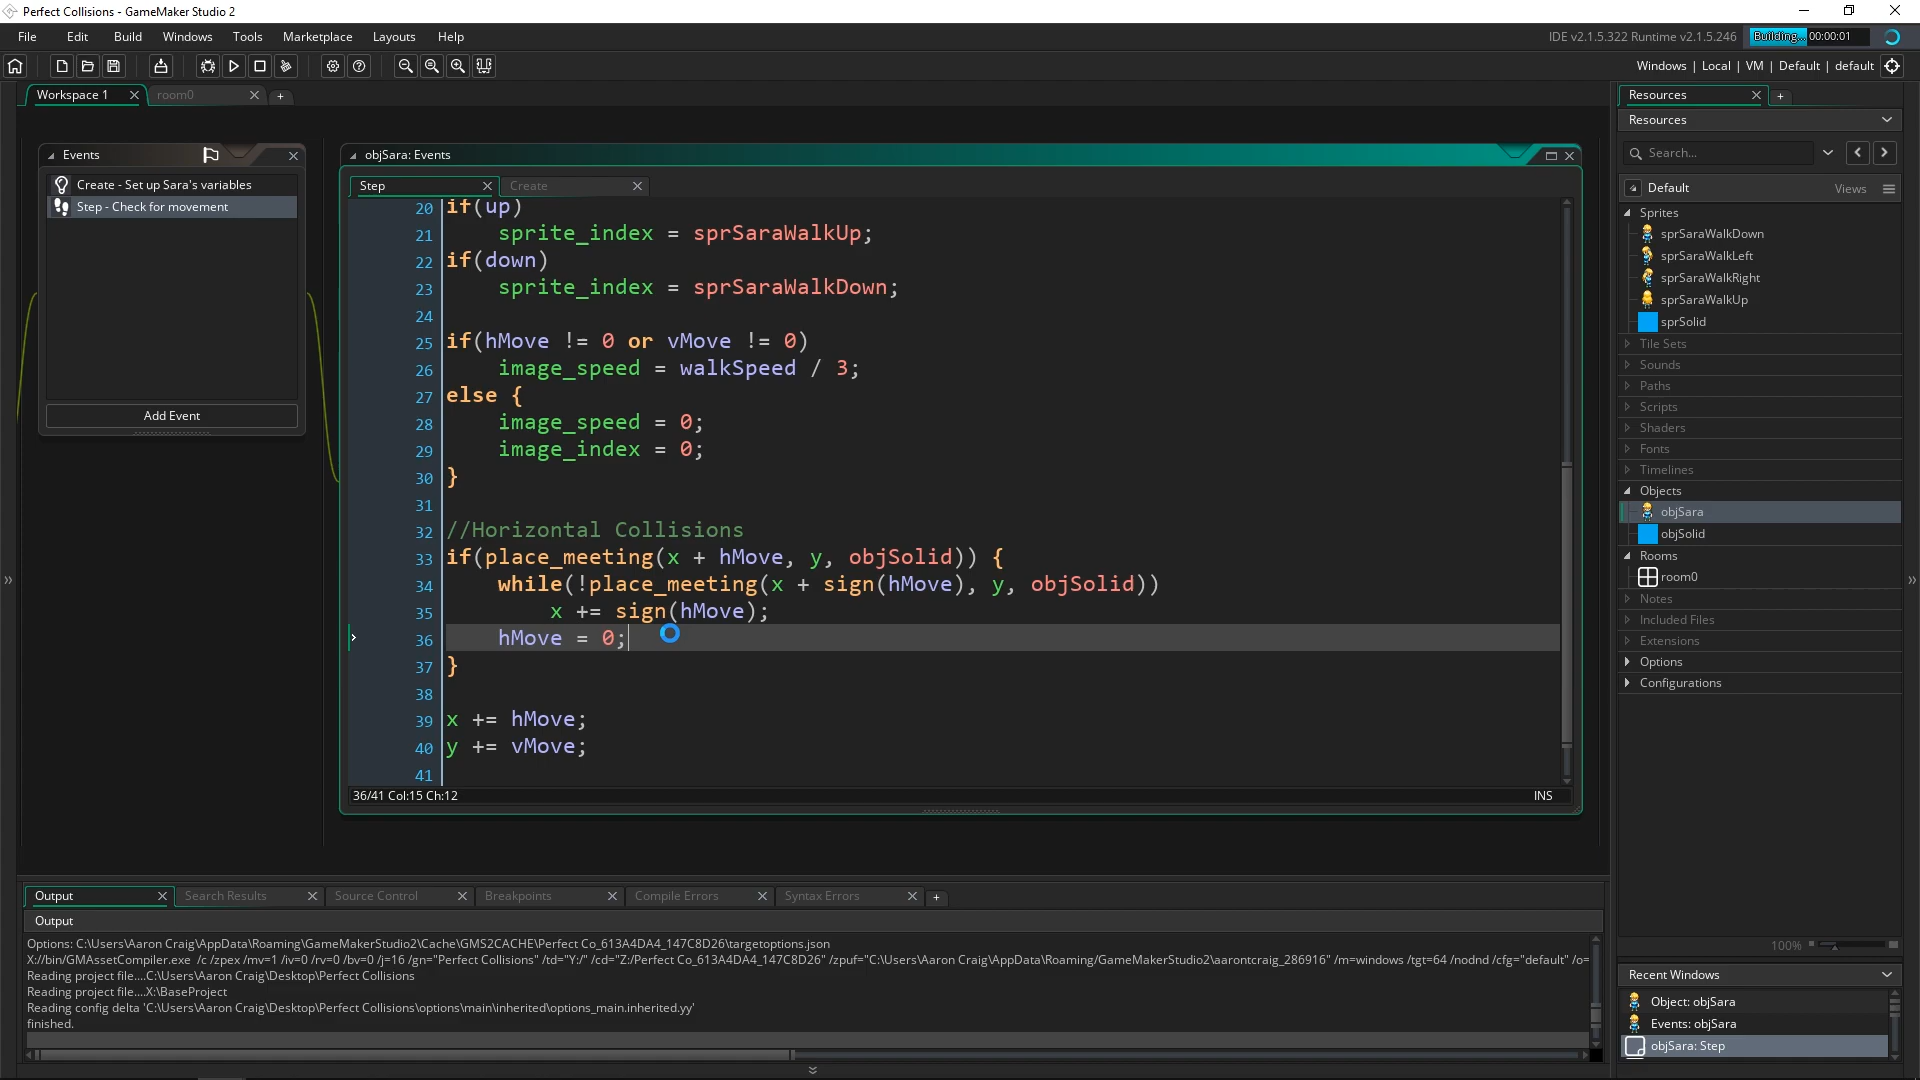 Perfect Collisions - GameMaker Studio 2
File Edit Build Windows Tools Marketplace Layouts Help
IDE v2.1.5.322 Runtime v2.1.5.246
Building... 00:00:01
Windows | Local | VM | Default | default
Workspace 1
room0
Events
Create - Set up Sara's variables
Step - Check for movement
Add Event
objSara: Events
Step
Create
20 if(up)
21 sprite_index = sprSaraWalkUp;
22 if(down)
23 sprite_index = sprSaraWalkDown;
24
25 if(hMove != 0 or vMove != 0)
26 image_speed = walkSpeed / 3;
27 else {
28 image_speed = 0;
29 image_index = 0;
30 }
31
32 //Horizontal Collisions
33 if(place_meeting(x + hMove, y, objSolid)) {
34 while(!place_meeting(x + sign(hMove), y, objSolid))
35 x += sign(hMove);
36 hMove = 0;
37 }
38
39 x += hMove;
40 y += vMove;
41
36/41 Col:15 Ch:12
INS
Resources
Resources
Search...
Default
Views
Sprites
sprSaraWalkDown
sprSaraWalkLeft
sprSaraWalkRight
sprSaraWalkUp
sprSolid
Tile Sets
Sounds
Paths
Scripts
Shaders
Fonts
Timelines
Objects
objSara
objSolid
Rooms
room0
Notes
Included Files
Extensions
Options
Configurations
100%
Recent Windows
Object: objSara
Events: objSara
objSara: Step
Output
Search Results
Source Control
Breakpoints
Compile Errors
Syntax Errors
Output
Options: C:\Users\Aaron Craig\AppData\Roaming\GameMakerStudio2\Cache\GMS2CACHE\Perfect Co_613A4DA4_147C8D26\targetoptions.json
X://bin/GMAssetCompiler.exe /c /zpex /mv=1 /iv=0 /rv=0 /bv=0 /j=16 /gn="Perfect Collisions" /td="Y:/" /cd="Z:/Perfect Co_613A4DA4_147C8D26" /zpuf="C:\Users\Aaron Craig\AppData\Roaming/GameMakerStudio2\aarontcraig_286916" /m=windows /tgt=64 /nodnd /cfg="default" /o=
Reading project file....C:\Users\Aaron Craig\Desktop\Perfect Collisions
Reading project file....X:\BaseProject
Reading config delta 'C:\Users\Aaron Craig\Desktop\Perfect Collisions\options\main\inherited\options_main.inherited.yy'
finished.